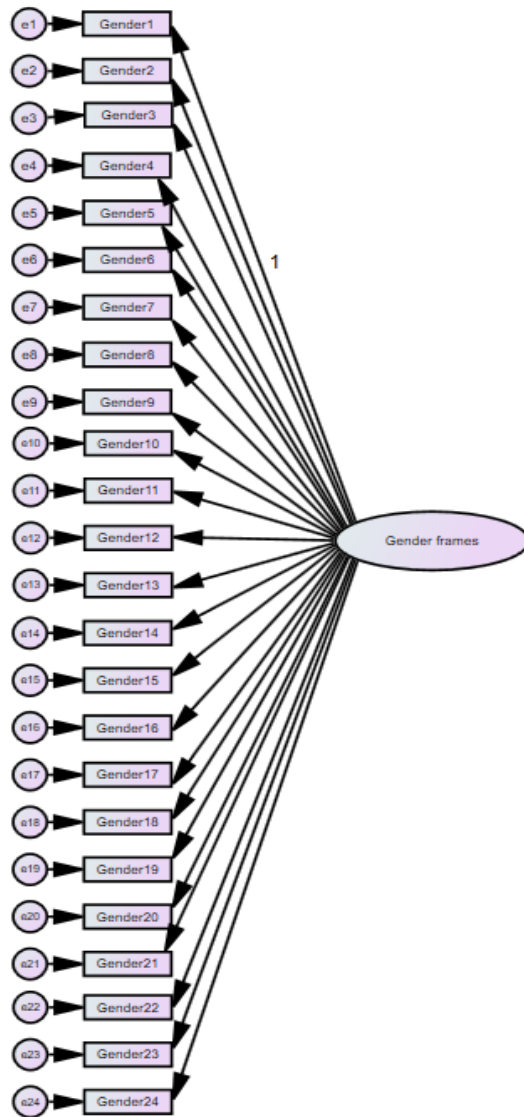 e1 Gender1
e2 Gender2
e3 Gender3
e4 Gender4
e5 Gender5
e6 Gender6
1
e7 Gender7
e8 Gender8
e9 Gender9
e10 Gender10
e11 Gender11
e12 Gender12
Gender frames
e13 Gender13
e14 Gender14
e15 Gender15
e16 Gender16
e17 Gender17
e18 Gender18
e19 Gender19
e20 Gender20
e21 Gender21
e22 Gender22
e23 Gender23
e24 Gender24